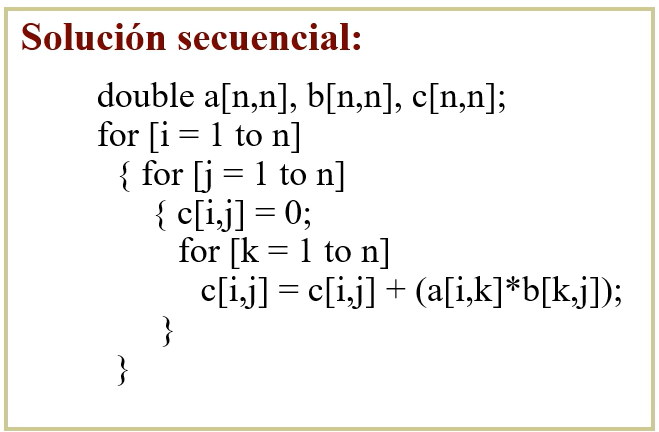 Solución secuencial:
double a[n,n], b[n,n], c[n,n];
for [i = 1 to n]
{ for [j = 1 to n]
{ c[i,j] = 0;
for [k = 1 to n]
c[i,j] = c[i,j] + (a[i,k]*b[k,j]);
}
}